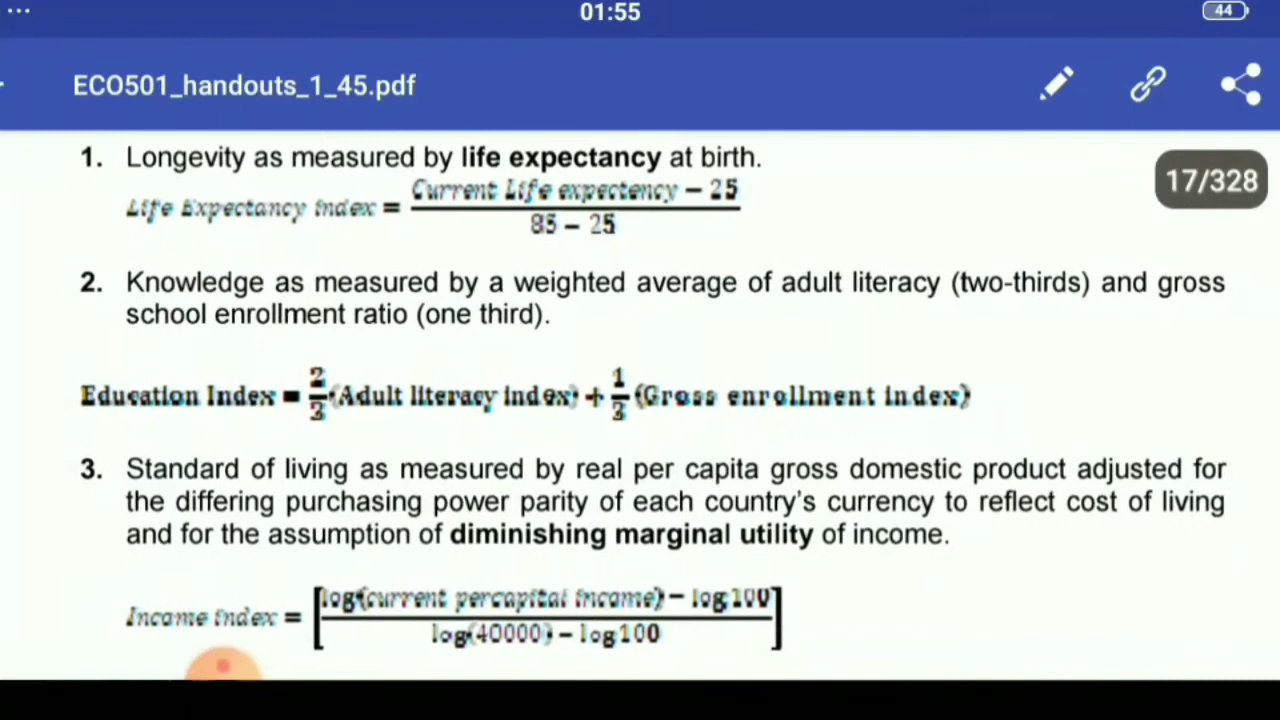 ...
01:55
44
ECO501_handouts_1_45.pdf
17/328
1. Longevity as measured by life expectancy at birth.
Life Expectancy index = (Current Life expectency − 25) / (85 − 25)
2. Knowledge as measured by a weighted average of adult literacy (two-thirds) and gross
school enrollment ratio (one third).
Education Index = 2/3 (Adult literacy index) + 1/3 (Gross enrollment index)
3. Standard of living as measured by real per capita gross domestic product adjusted for
the differing purchasing power parity of each country's currency to reflect cost of living
and for the assumption of diminishing marginal utility of income.
Income index = [(log(current percapital income) − log 100) / (log(40000) − log 100)]